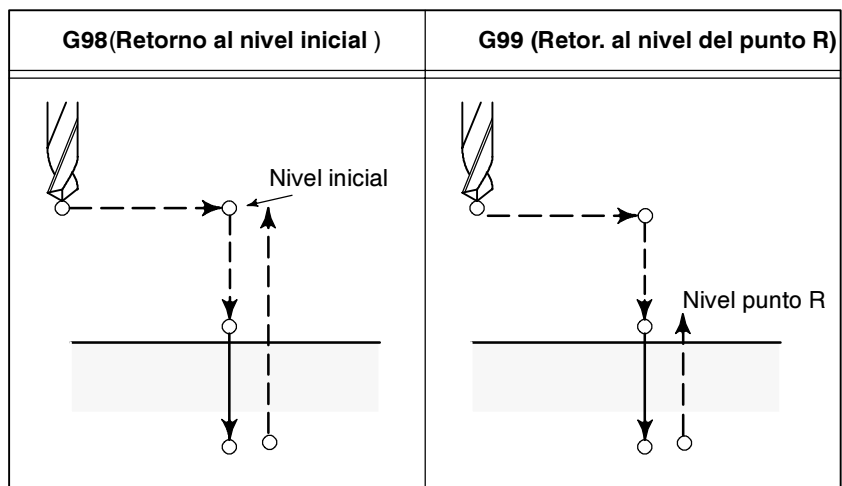 G98(Retorno al nivel inicial )
G99 (Retor. al nivel del punto R)
Nivel inicial
Nivel punto R